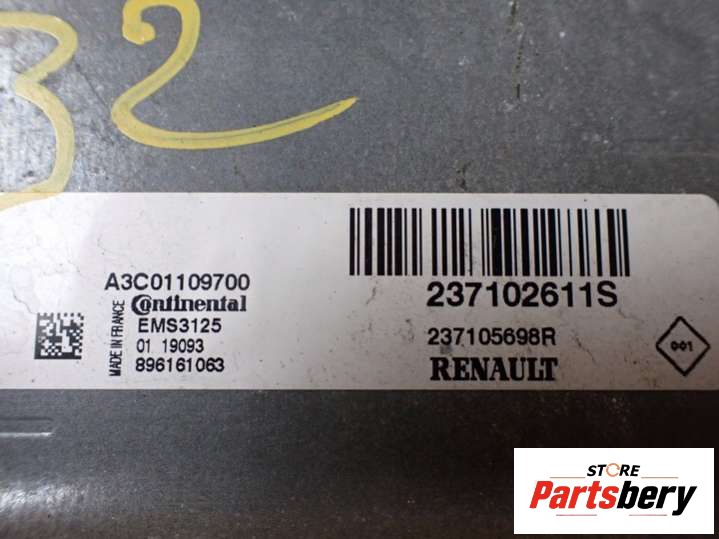 32
A3C01109700
Continental
MADE IN FRANCE
EMS3125
01 19093
896161063
237102611S
237105698R
RENAULT
001
STORE
Partsbery